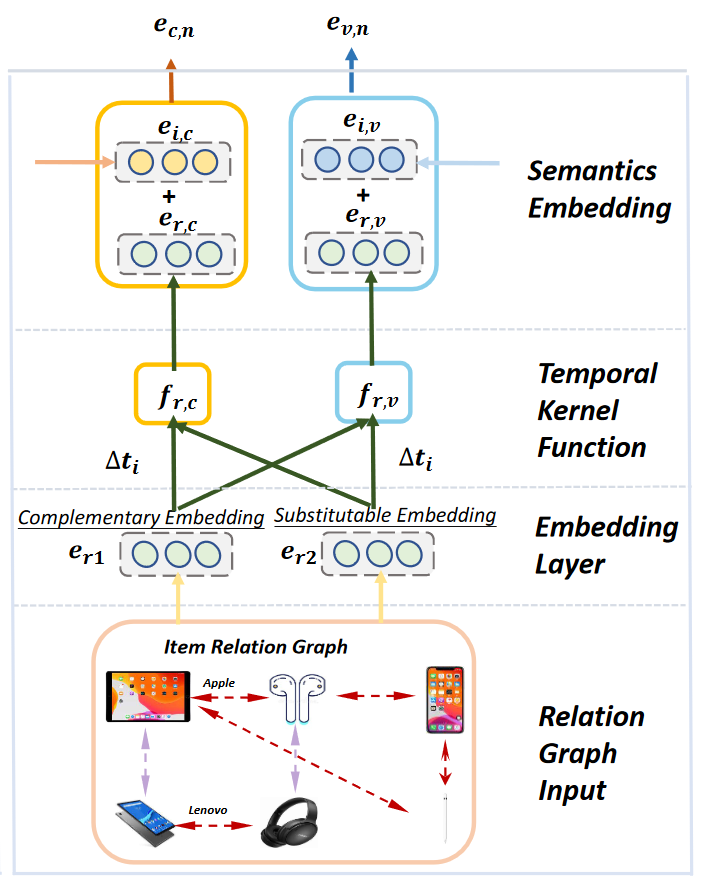 e_{c,n} e_{v,n}
e_{i,c} e_{i,v}
+ +
e_{r,c} e_{r,v}
Semantics
Embedding
f_{r,c} f_{r,v}
Δt_i Δt_i
Temporal
Kernel
Function
Complementary Embedding Substitutable Embedding
e_{r1} e_{r2}
Embedding
Layer
Item Relation Graph
Apple
Lenovo
Relation
Graph
Input